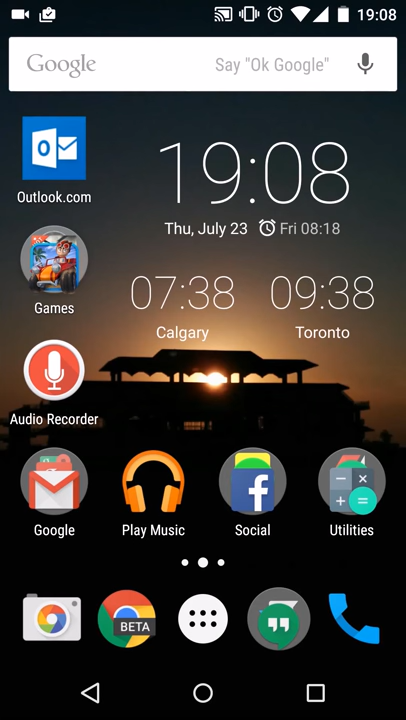 19:08
Google Say "Ok Google"
Outlook.com
19:08
Thu, July 23 Fri 08:18
Games
07:38 09:38
Calgary Toronto
Audio Recorder
Google Play Music Social Utilities
BETA